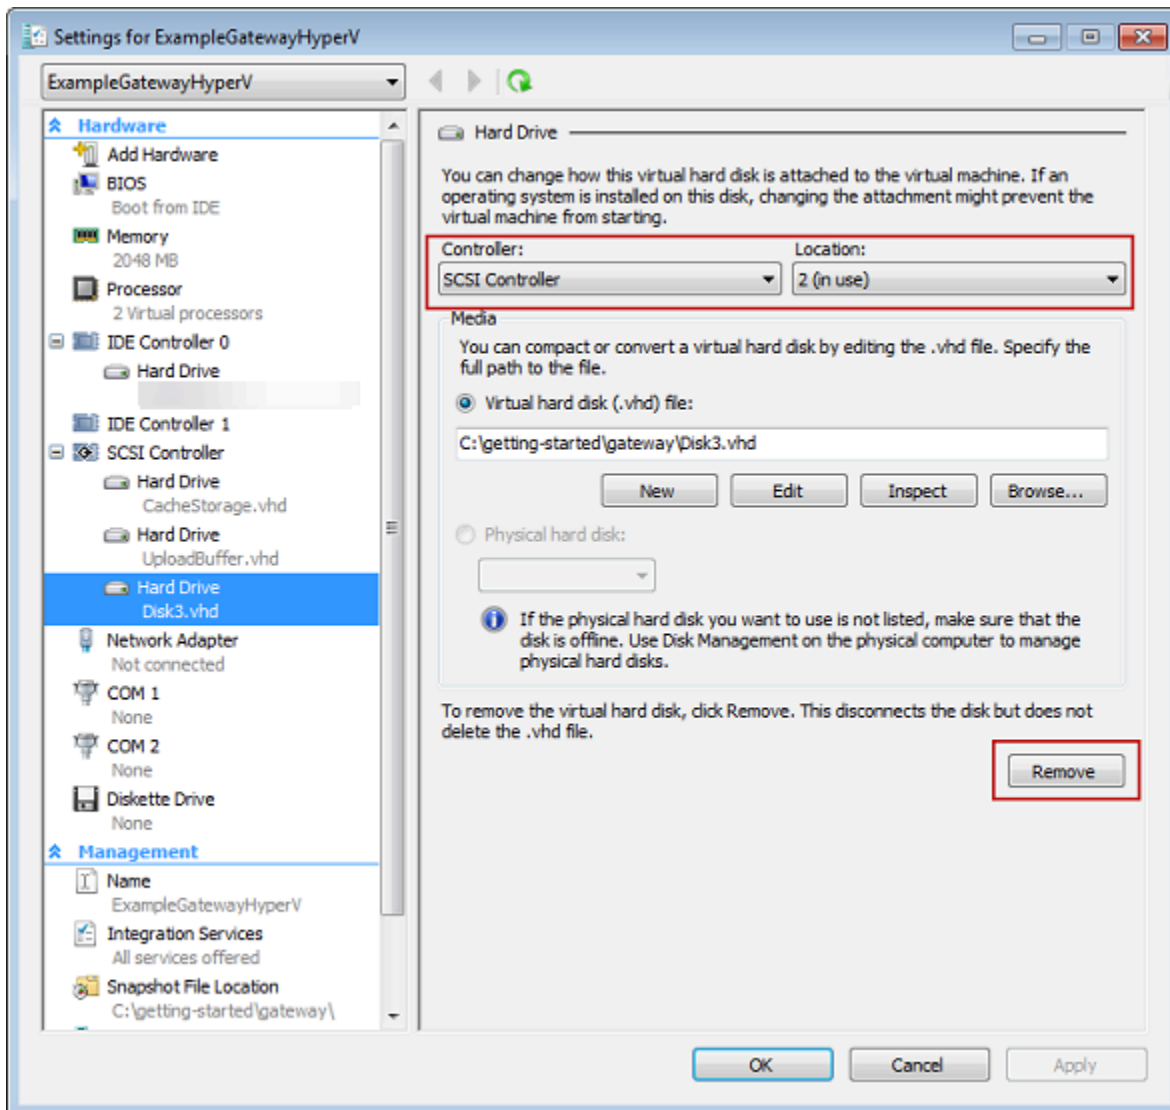 Settings for ExampleGatewayHyperV
ExampleGatewayHyperV
Hardware
Add Hardware
BIOS
Boot from IDE
Memory
2048 MB
Processor
2 Virtual processors
IDE Controller 0
Hard Drive
IDE Controller 1
SCSI Controller
Hard Drive
CacheStorage.vhd
Hard Drive
UploadBuffer.vhd
Hard Drive
Disk3.vhd
Network Adapter
Not connected
COM 1
None
COM 2
None
Diskette Drive
None
Management
Name
ExampleGatewayHyperV
Integration Services
All services offered
Snapshot File Location
C:\getting-started\gateway\
Hard Drive
You can change how this virtual hard disk is attached to the virtual machine. If an
operating system is installed on this disk, changing the attachment might prevent the
virtual machine from starting.
Controller: Location:
SCSI Controller 2 (in use)
Media
You can compact or convert a virtual hard disk by editing the .vhd file. Specify the
full path to the file.
Virtual hard disk (.vhd) file:
C:\getting-started\gateway\Disk3.vhd
New Edit Inspect Browse...
Physical hard disk:
If the physical hard disk you want to use is not listed, make sure that the
disk is offline. Use Disk Management on the physical computer to manage
physical hard disks.
To remove the virtual hard disk, click Remove. This disconnects the disk but does not
delete the .vhd file.
Remove
OK Cancel Apply